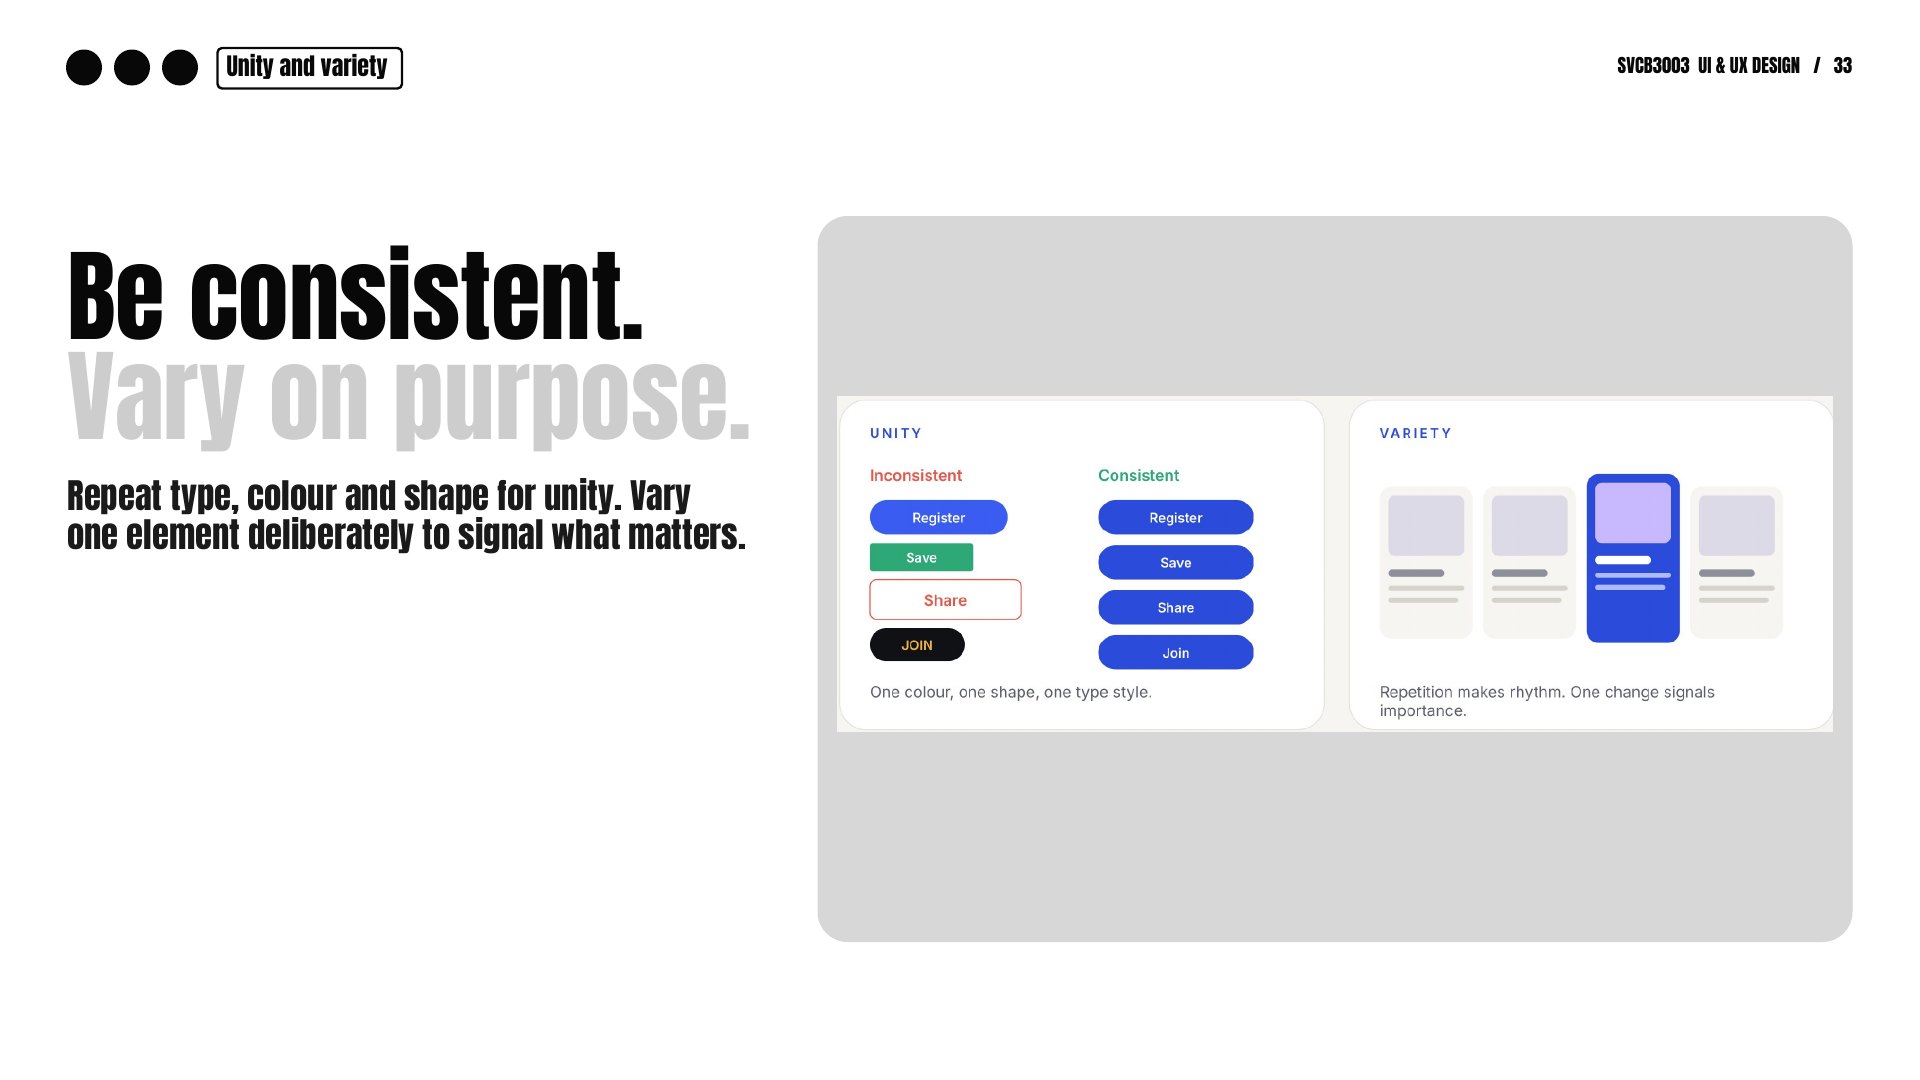 Unity and variety
SVCB3003 UI & UX DESIGN / 33
Be consistent.
Vary on purpose.
Repeat type, colour and shape for unity. Vary
one element deliberately to signal what matters.
UNITY
Inconsistent
Register
Save
Share
JOIN
Consistent
Register
Save
Share
Join
One colour, one shape, one type style.
VARIETY
Repetition makes rhythm. One change signals
importance.